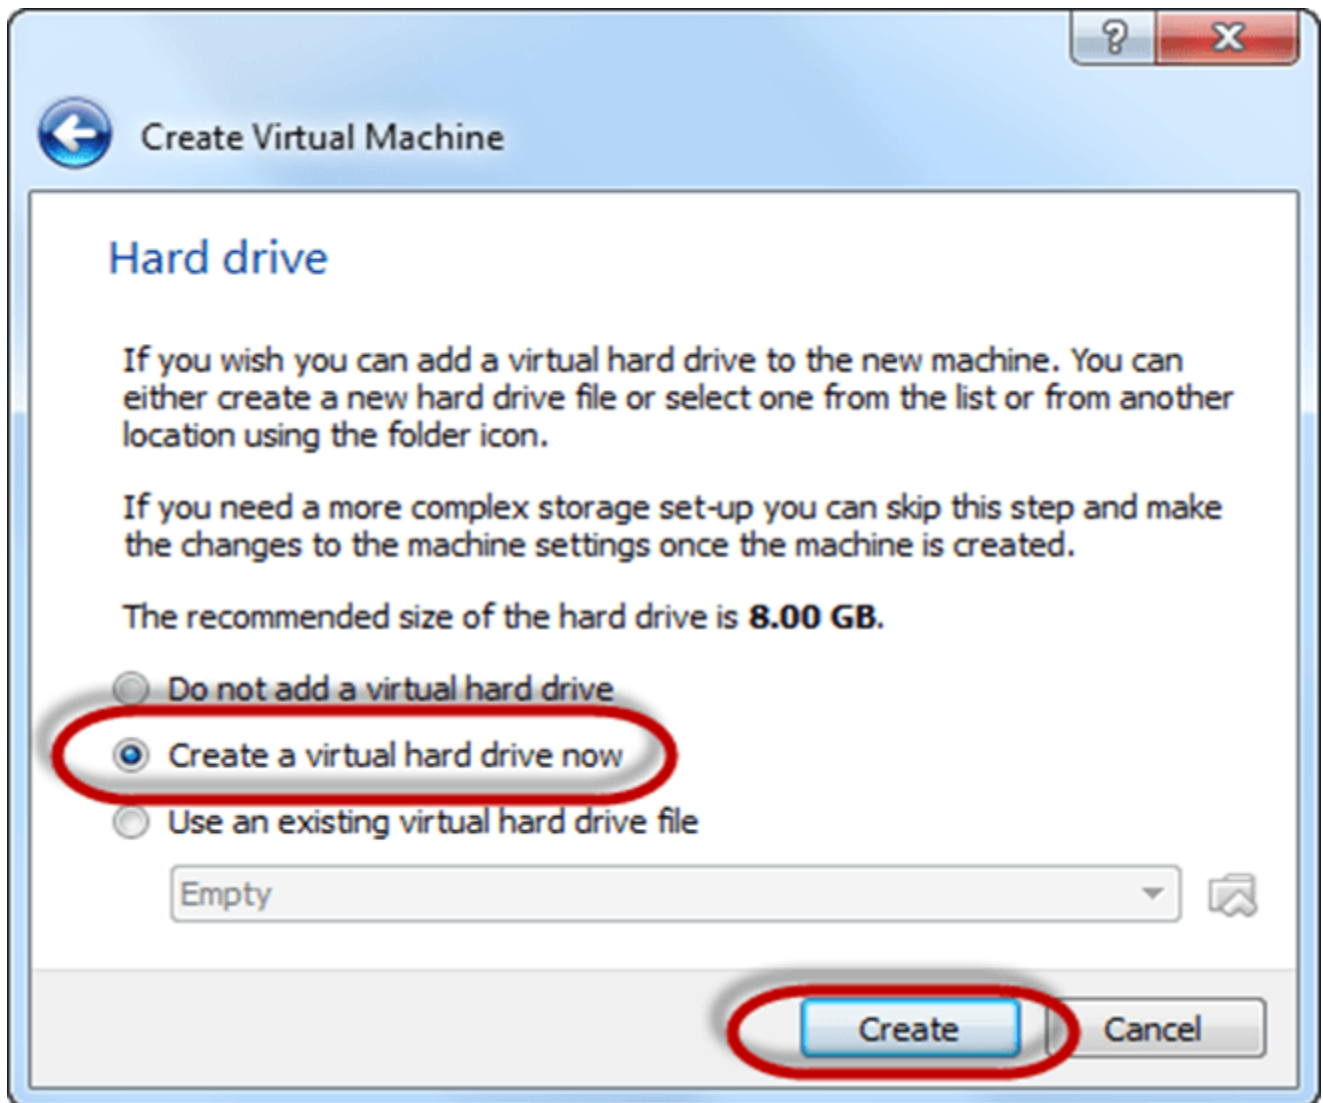 Create Virtual Machine
Hard drive
If you wish you can add a virtual hard drive to the new machine. You can
either create a new hard drive file or select one from the list or from another
location using the folder icon.
If you need a more complex storage set-up you can skip this step and make
the changes to the machine settings once the machine is created.
The recommended size of the hard drive is 8.00 GB.
Do not add a virtual hard drive
Create a virtual hard drive now
Use an existing virtual hard drive file
Empty
Create
Cancel